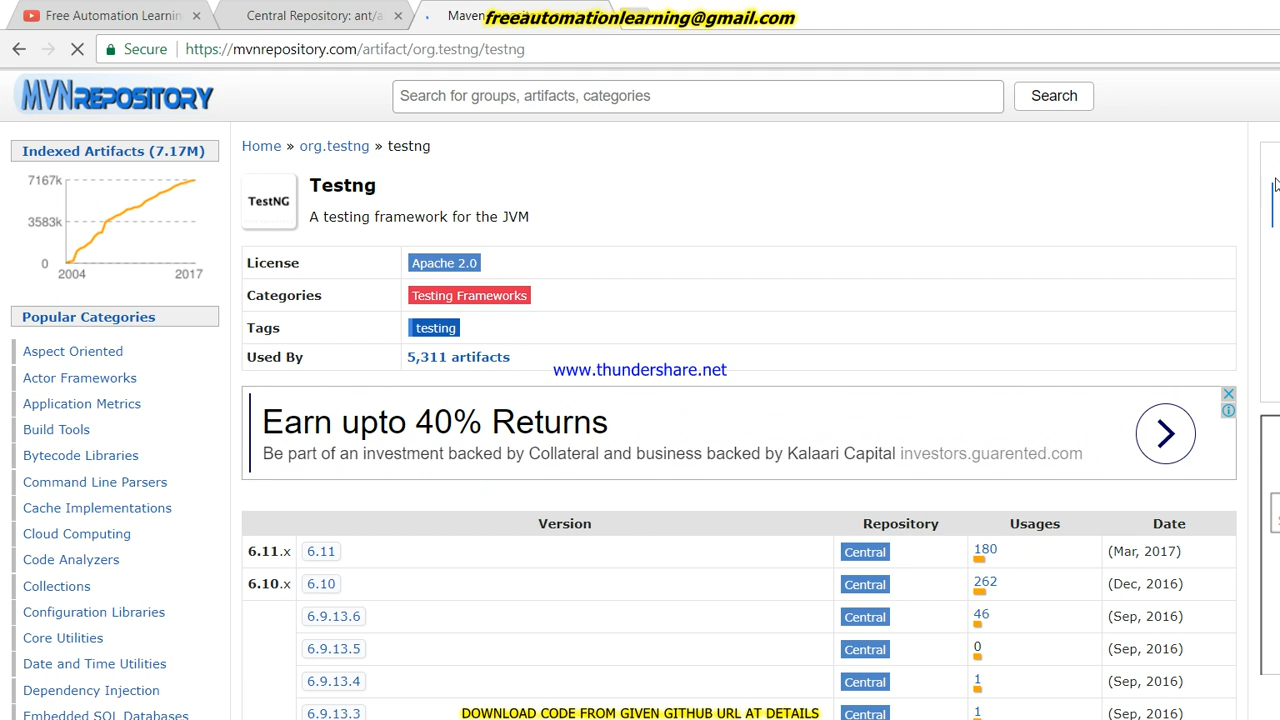 Free Automation Learnin
Central Repository: ant/a
Maven
freeautomationlearning@gmail.com
Secure
https://mvnrepository.com/artifact/org.testng/testng
MVNREPOSITORY
Search for groups, artifacts, categories
Search
Indexed Artifacts (7.17M)
7167k
3583k
0
2004
2017
Popular Categories
Aspect Oriented
Actor Frameworks
Application Metrics
Build Tools
Bytecode Libraries
Command Line Parsers
Cache Implementations
Cloud Computing
Code Analyzers
Collections
Configuration Libraries
Core Utilities
Date and Time Utilities
Dependency Injection
Embedded SQL Databases
Home » org.testng » testng
TestNG
Testng
A testing framework for the JVM
License Apache 2.0
Categories Testing Frameworks
Tags testing
Used By 5,311 artifacts
www.thundershare.net
Earn upto 40% Returns
Be part of an investment backed by Collateral and business backed by Kalaari Capital investors.guarented.com
Version Repository Usages Date
6.11.x 6.11 Central 180 (Mar, 2017)
6.10.x 6.10 Central 262 (Dec, 2016)
6.9.13.6 Central 46 (Sep, 2016)
6.9.13.5 Central 0 (Sep, 2016)
6.9.13.4 Central 1 (Sep, 2016)
6.9.13.3 Central 1 (Sep, 2016)
DOWNLOAD CODE FROM GIVEN GITHUB URL AT DETAILS